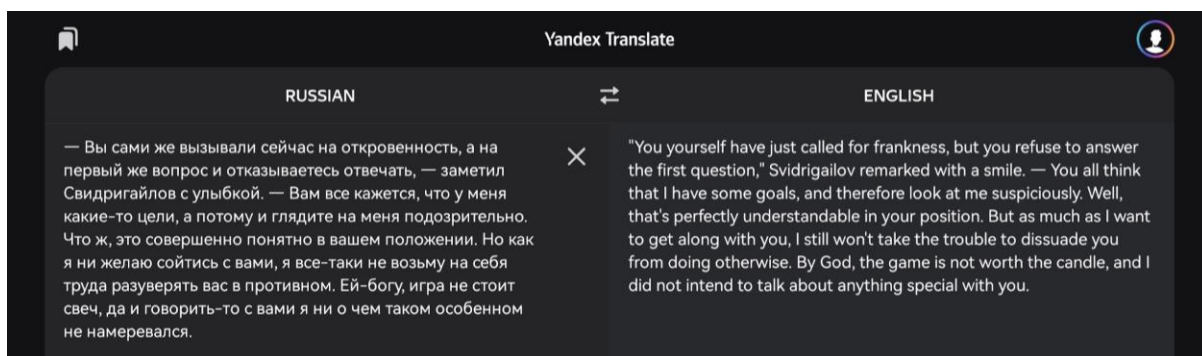 Yandex Translate
RUSSIAN
ENGLISH
— Вы сами же вызывали сейчас на откровенность, а на
первый же вопрос и отказываетесь отвечать, — заметил
Свидригайлов с улыбкой. — Вам все кажется, что у меня
какие-то цели, а потому и глядите на меня подозрительно.
Что ж, это совершенно понятно в вашем положении. Но как
я ни желаю сойтись с вами, я все-таки не возьму на себя
труда разуверять вас в противном. Ей-богу, игра не стоит
свеч, да и говорить-то с вами я ни о чем таком особенном
не намеревался.
"You yourself have just called for frankness, but you refuse to answer
the first question," Svidrigailov remarked with a smile. — You all think
that I have some goals, and therefore look at me suspiciously. Well,
that's perfectly understandable in your position. But as much as I want
to get along with you, I still won't take the trouble to dissuade you
from doing otherwise. By God, the game is not worth the candle, and I
did not intend to talk about anything special with you.